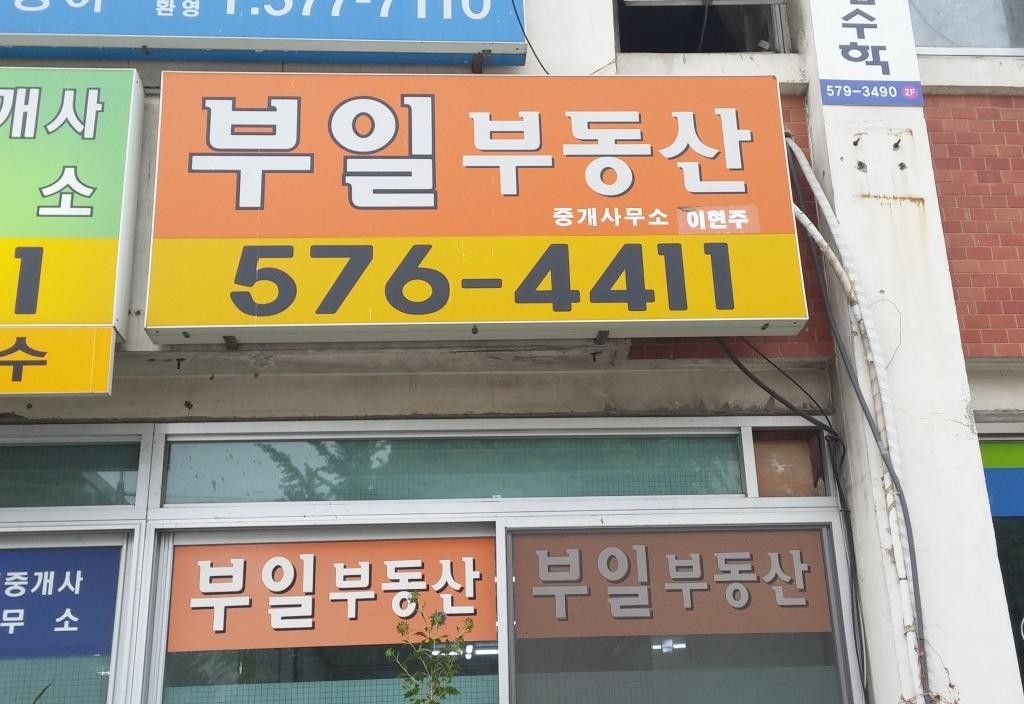 환영
577-7110
수학
579-3490 2F
개사
소
1
수
부일 부동산
중개사무소 이현주
576-4411
중개사
무 소
부일부동산
부일부동산